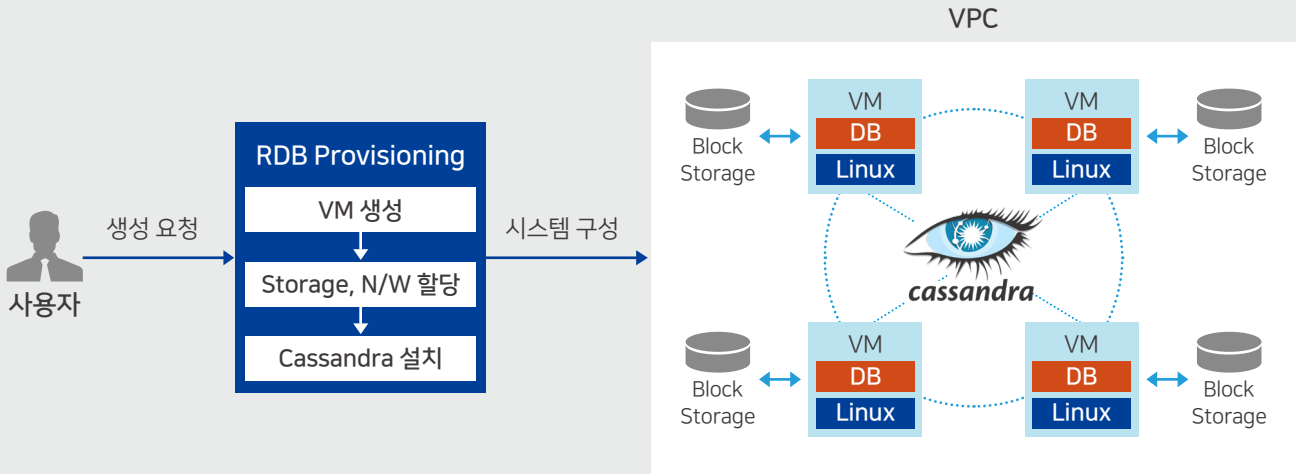 VPC
사용자
생성 요청
RDB Provisioning
VM 생성
Storage, N/W 할당
Cassandra 설치
시스템 구성
Block
Storage
VM
DB
Linux
VM
DB
Linux
Block
Storage
cassandra
Block
Storage
VM
DB
Linux
VM
DB
Linux
Block
Storage